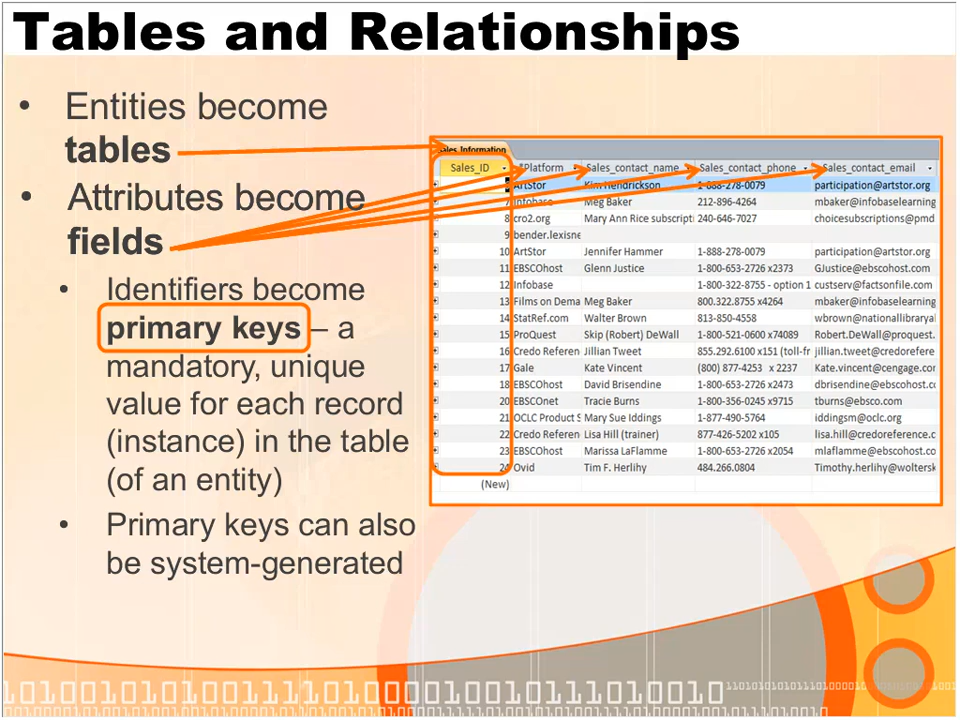 Tables and Relationships
• Entities become
tables
• Attributes become
fields
• Identifiers become
primary keys – a
mandatory, unique
value for each record
(instance) in the table
(of an entity)
• Primary keys can also
be system-generated
Sales_Information
Sales_ID *Platform Sales_contact_name Sales_contact_phone Sales_contact_email
ArtStor Kim Hendrickson 1-888-278-0079 participation@artstor.org
7 Infobase Meg Baker 212-896-4264 mbaker@infobaselearning
8 cro2.org Mary Ann Rice subscripti 240-646-7027 choicesubscriptions@pmd
9 bender.lexisne
10 ArtStor Jennifer Hammer 1-888-278-0079 participation@artstor.org
11 EBSCOhost Glenn Justice 1-800-653-2726 x2373 GJustice@ebscohost.com
12 Infobase 1-800-322-8755 - option 1 custserv@factsonfile.com
13 Films on Dema Meg Baker 800.322.8755 x4264 mbaker@infobaselearning
14 StatRef.com Walter Brown 813-850-4558 wbrown@nationallibraryal
15 ProQuest Skip (Robert) DeWall 1-800-521-0600 x74089 Robert.DeWall@proquest.
16 Credo Referen Jillian Tweet 855.292.6100 x151 (toll-fr jillian.tweet@credorefere
17 Gale Kate Vincent (800) 877-4253 x 2237 Kate.vincent@cengage.com
18 EBSCOhost David Brisendine 1-800-653-2726 x2473 dbrisendine@ebscohost.cc
20 EBSCOnet Tracie Burns 1-800-356-0245 x9715 tburns@ebsco.com
21 OCLC Product S Mary Sue Iddings 1-877-490-5764 iddingsm@oclc.org
22 Credo Referen Lisa Hill (trainer) 877-426-5202 x105 lisa.hill@credoreference.c
23 EBSCOhost Marissa LaFlamme 1-800-653-2726 x2054 mlaflamme@ebscohost.co
24 Ovid Tim F. Herlihy 484.266.0804 Timothy.herlihy@woltersk
(New)